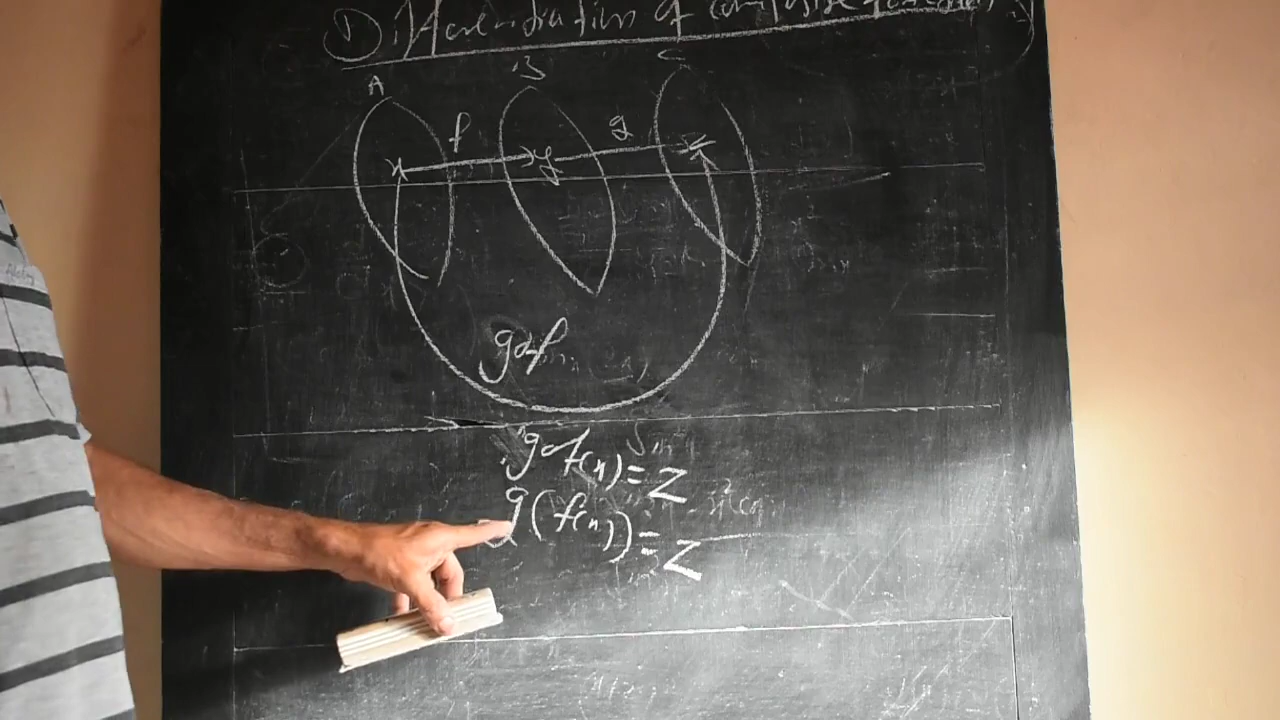 Differentiation of composite function
A B C
f g
x y z
gof
gof(x) = Z
g(f(x)) = Z